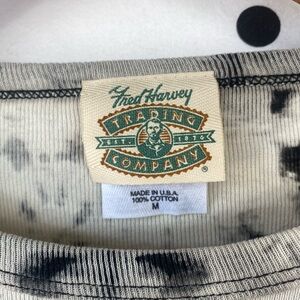 Fred Harvey
TRADING
EST. 1876
COMPANY
®
MADE IN U.S.A.
100% COTTON
M